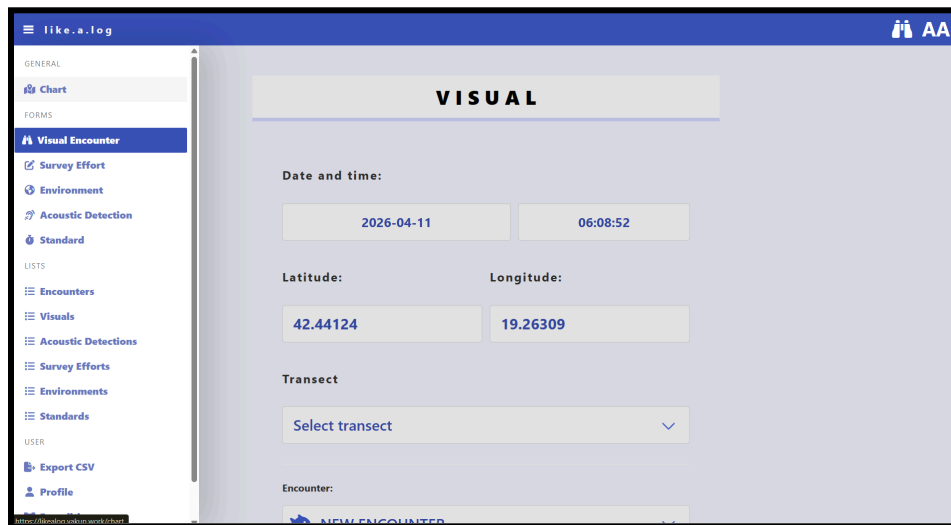 like.a.log
AA
GENERAL
Chart
FORMS
Visual Encounter
Survey Effort
Environment
Acoustic Detection
Standard
LISTS
Encounters
Visuals
Acoustic Detections
Survey Efforts
Environments
Standards
USER
Export CSV
Profile
https://likealog.vakun.work/chart
VISUAL
Date and time:
2026-04-11 06:08:52
Latitude: Longitude:
42.44124 19.26309
Transect
Select transect
Encounter:
NEW ENCOUNTER